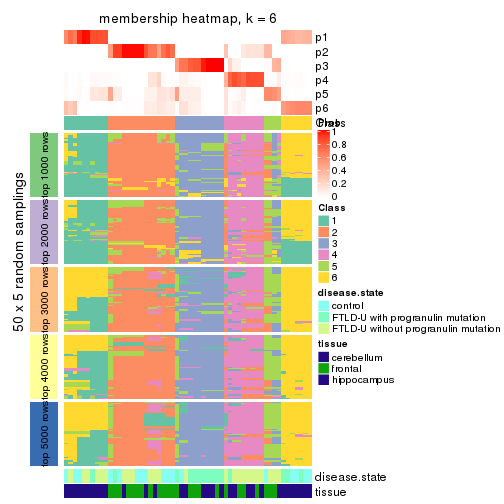 membership heatmap, k = 6
p1
p2
p3
p4
p5
p6
Class
Prob
1
0.8
0.6
0.4
0.2
0
Class
1
2
3
4
5
6
disease.state
control
FTLD-U with progranulin mutation
FTLD-U without progranulin mutation
tissue
cerebellum
frontal
hippocampus
50 x 5 random samplings
top 1000 rows
top 2000 rows
top 3000 rows
top 4000 rows
top 5000 rows
disease.state
tissue